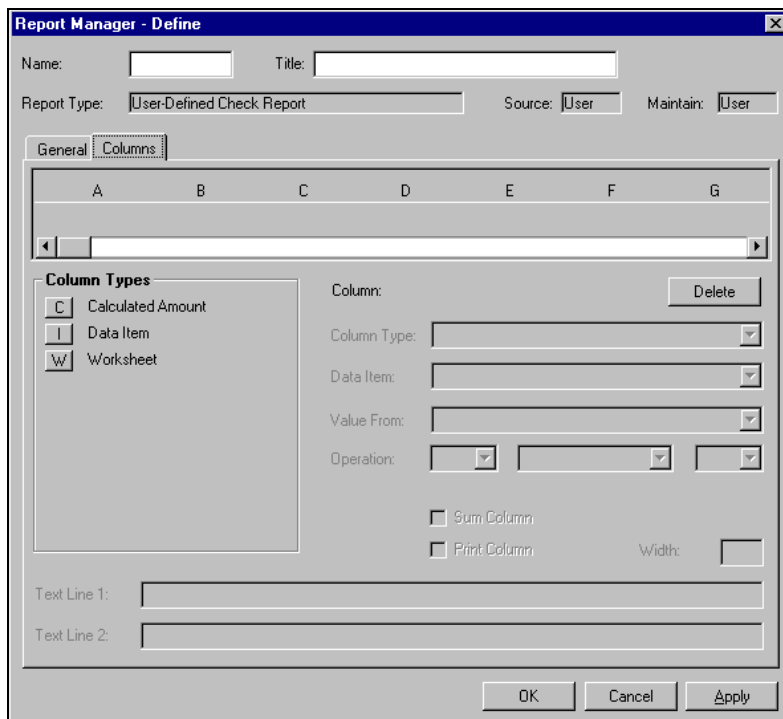 Report Manager - Define
Name: Title:
Report Type: User-Defined Check Report Source: User Maintain: User
General Columns
A B C D E F G
Column Types
C Calculated Amount
I Data Item
W Worksheet
Column: Delete
Column Type:
Data Item:
Value From:
Operation:
Sum Column
Print Column Width:
Text Line 1:
Text Line 2:
OK Cancel Apply